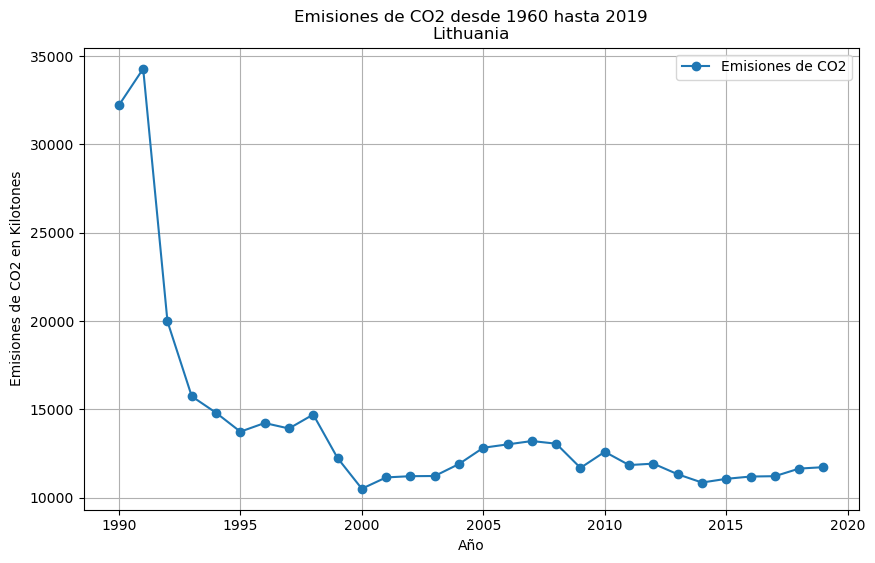 Emisiones de CO2 desde 1960 hasta 2019
Lithuania
Emisiones de CO2
Emisiones de CO2 en Kilotones
35000
30000
25000
20000
15000
10000
1990
1995
2000
2005
2010
2015
2020
Año